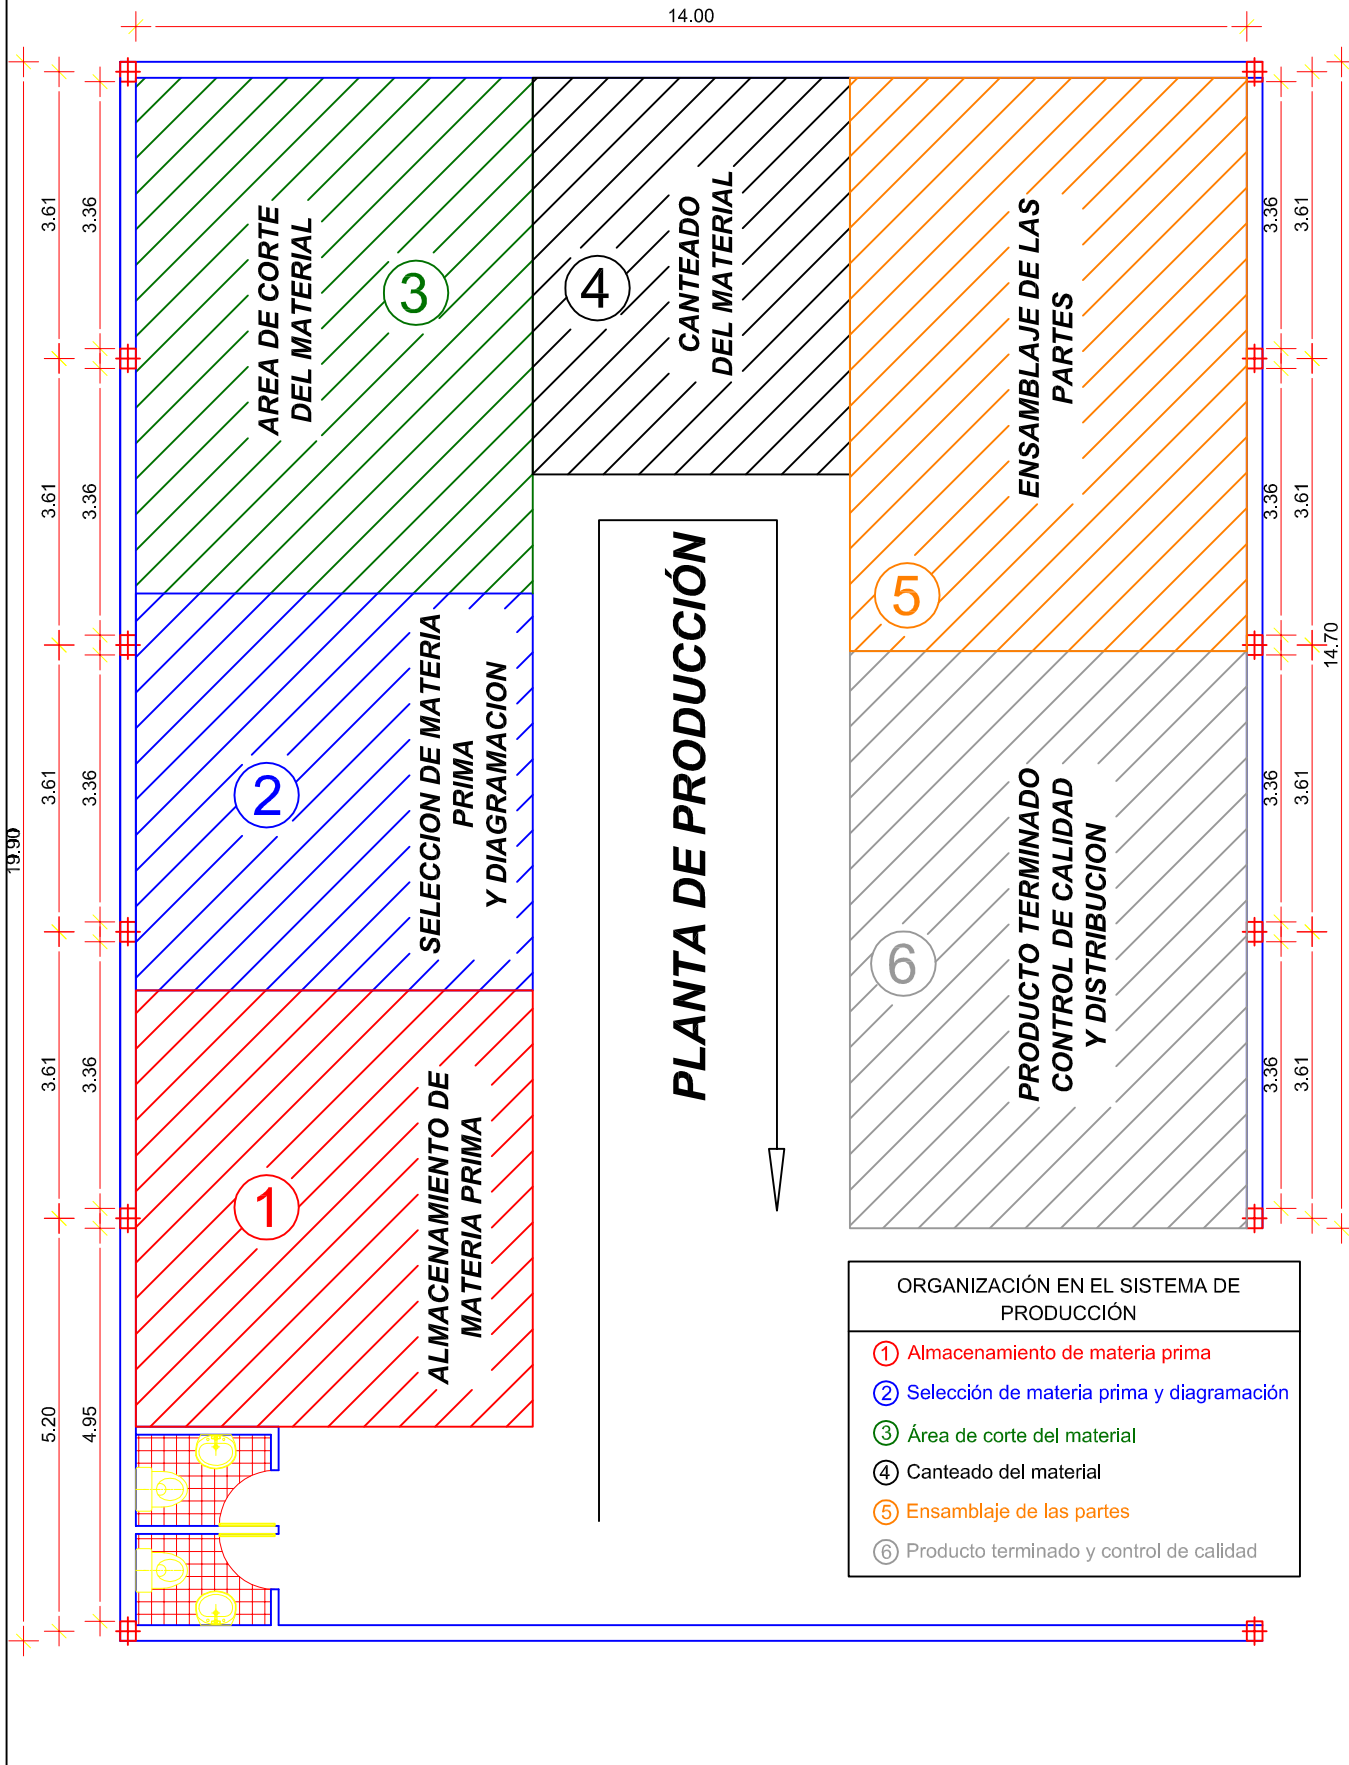 14.00
3.61
3.36
3.61
3.36
3.61
3.36
3.61
3.36
5.20
4.95
19.90
3.36
3.61
3.36
3.61
3.36
3.61
3.36
3.61
14.70
AREA DE CORTE
DEL MATERIAL
3
4
CANTEADO
DEL MATERIAL
ENSAMBLAJE DE LAS
PARTES
5
2
SELECCION DE MATERIA
PRIMA
Y DIAGRAMACION
PLANTA DE PRODUCCIÓN
6
PRODUCTO TERMINADO
CONTROL DE CALIDAD
Y DISTRIBUCION
1
ALMACENAMIENTO DE
MATERIA PRIMA
ORGANIZACIÓN EN EL SISTEMA DE
PRODUCCIÓN
1 Almacenamiento de materia prima
2 Selección de materia prima y diagramación
3 Área de corte del material
4 Canteado del material
5 Ensamblaje de las partes
6 Producto terminado y control de calidad